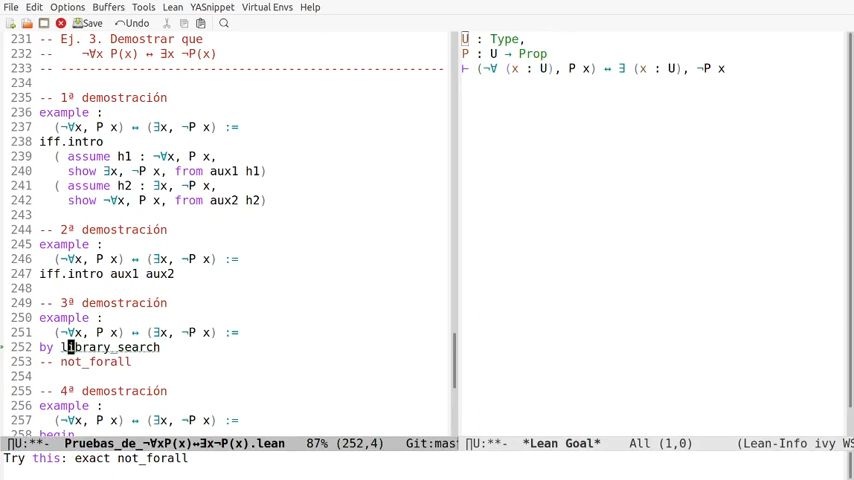 File Edit Options Buffers Tools Lean YASnippet Virtual Envs Help
Save Undo
231 -- Ej. 3. Demostrar que
232 --     ¬∀x P(x) ↔ ∃x ¬P(x)
233 -- ----------------------------------------------------
234
235 -- 1ª demostración
236 example :
237   (¬∀x, P x) ↔ (∃x, ¬P x) :=
238 iff.intro
239   ( assume h1 : ¬∀x, P x,
240     show ∃x, ¬P x, from aux1 h1)
241   ( assume h2 : ∃x, ¬P x,
242     show ¬∀x, P x, from aux2 h2)
243
244 -- 2ª demostración
245 example :
246   (¬∀x, P x) ↔ (∃x, ¬P x) :=
247 iff.intro aux1 aux2
248
249 -- 3ª demostración
250 example :
251   (¬∀x, P x) ↔ (∃x, ¬P x) :=
252 by library_search
253 -- not_forall
254
255 -- 4ª demostración
256 example :
257   (¬∀x, P x) ↔ (∃x, ¬P x) :=
258 begin
U : Type,
P : U → Prop
⊢ (¬∀ (x : U), P x) ↔ ∃ (x : U), ¬P x
∏U:**-  Pruebas_de_¬∀xP(x)↔∃x¬P(x).lean    87% (252,4)    Git:mas
∏U:**-  *Lean Goal*    All (1,0)    (Lean-Info ivy WS
Try this: exact not_forall